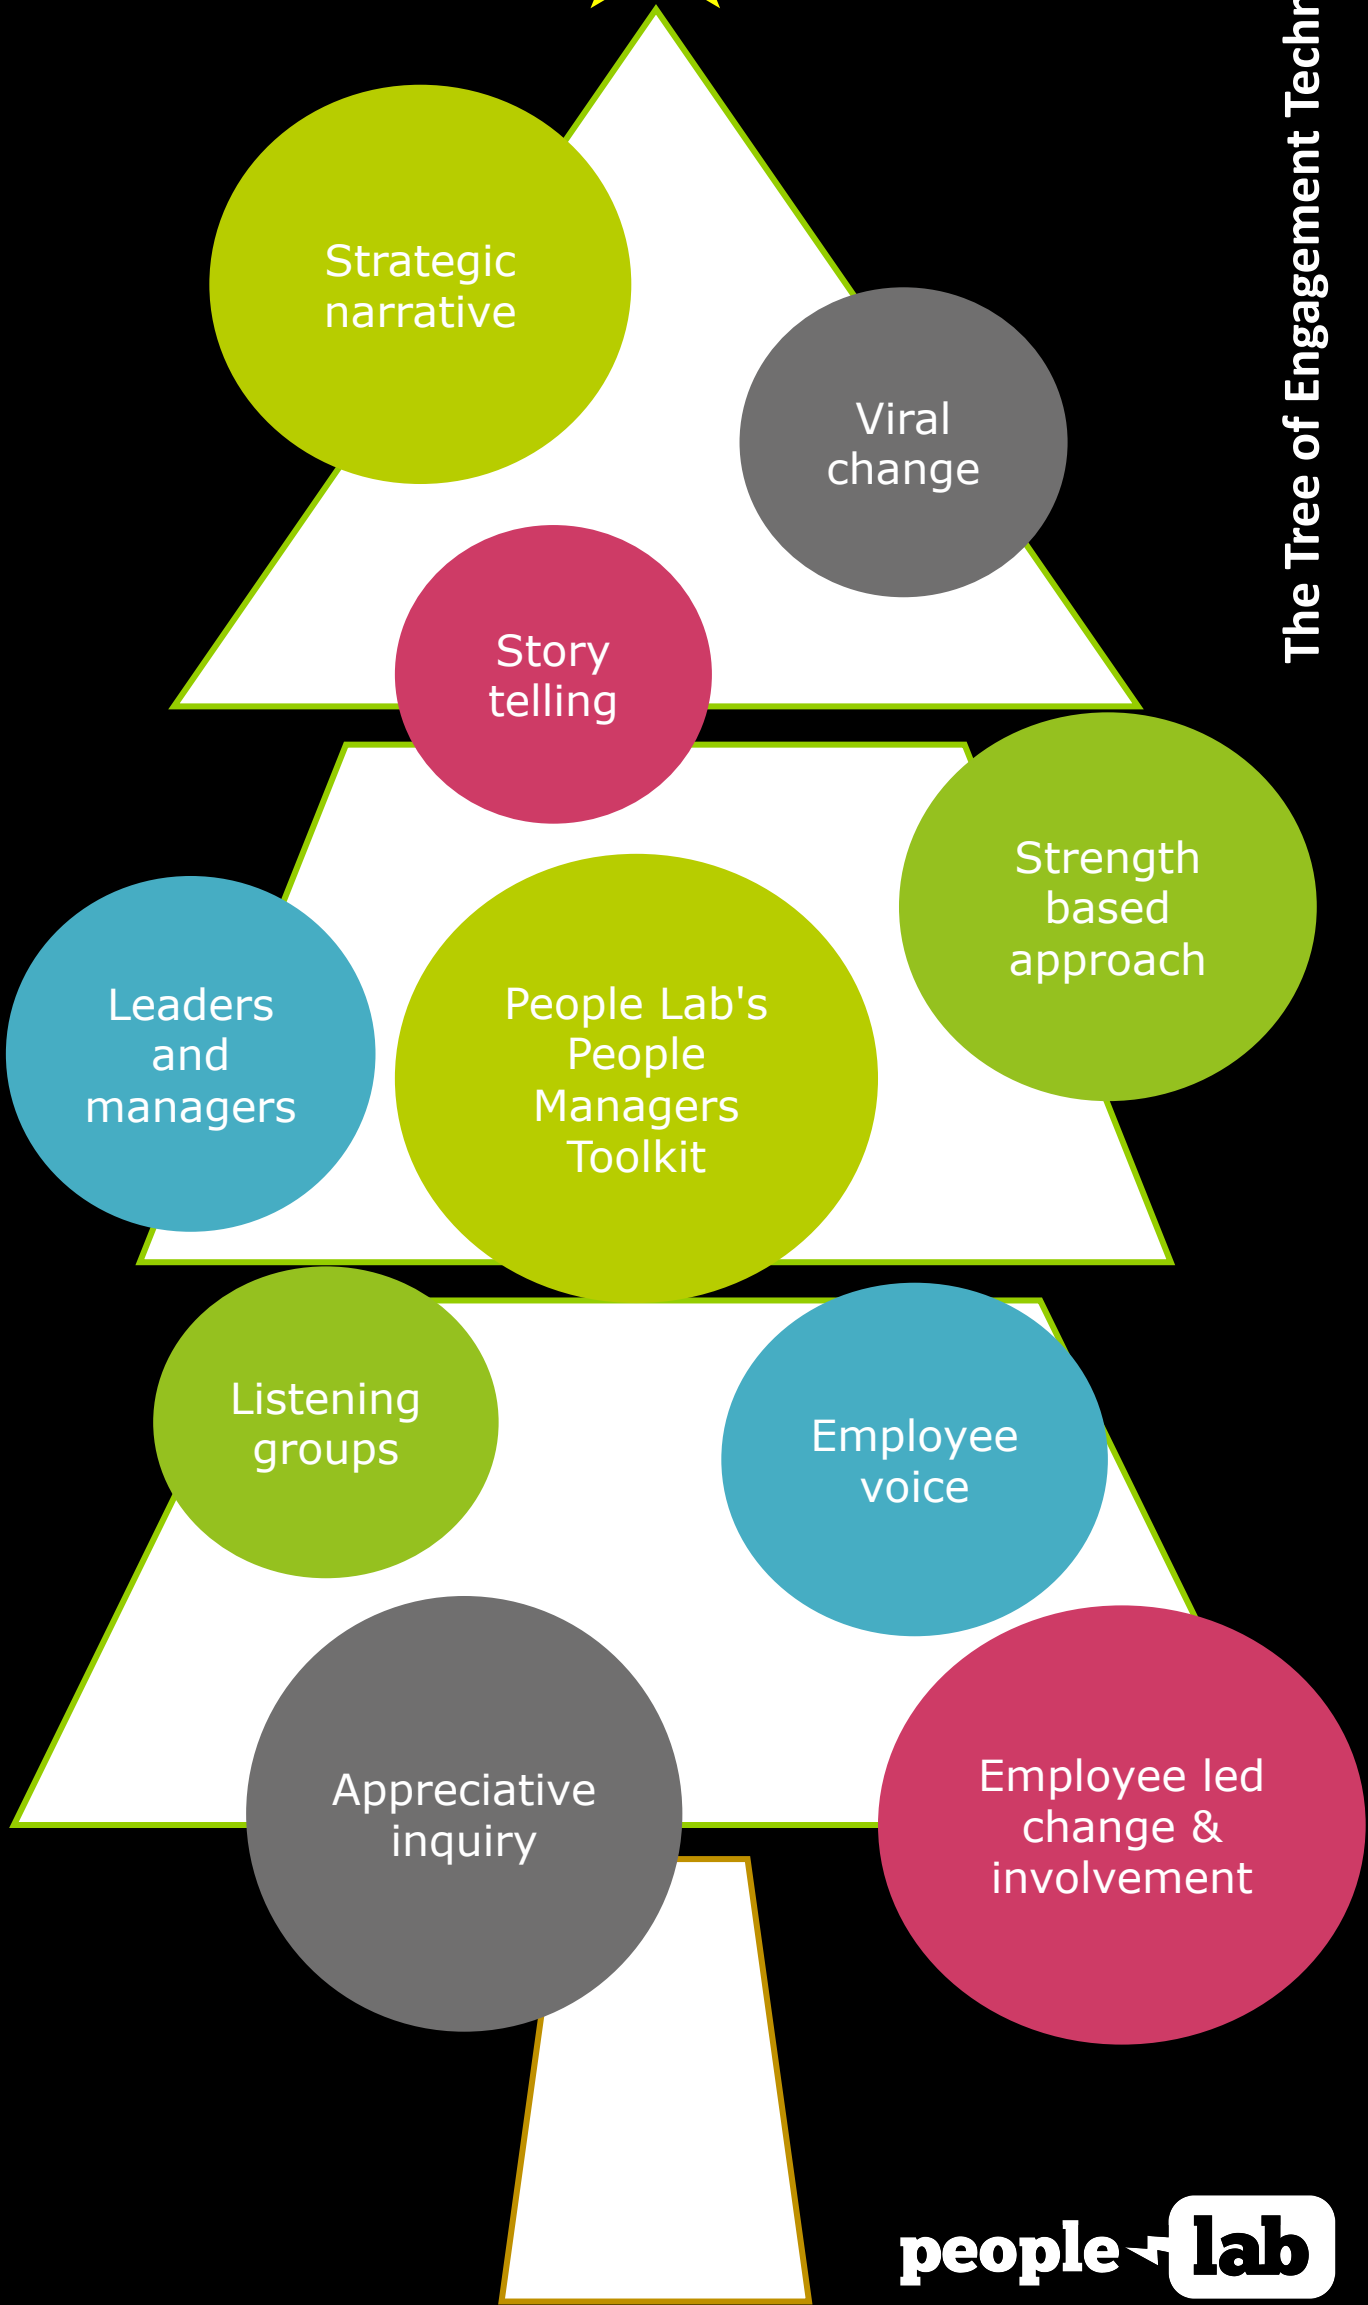 The Tree of Engagement
Strategic
narrative
Viral
change
Story
telling
Strength
based
approach
Leaders
and
managers
People Lab's
People
Managers
Toolkit
Listening
groups
Employee
voice
Appreciative
inquiry
Employee led
change &
involvement
people lab